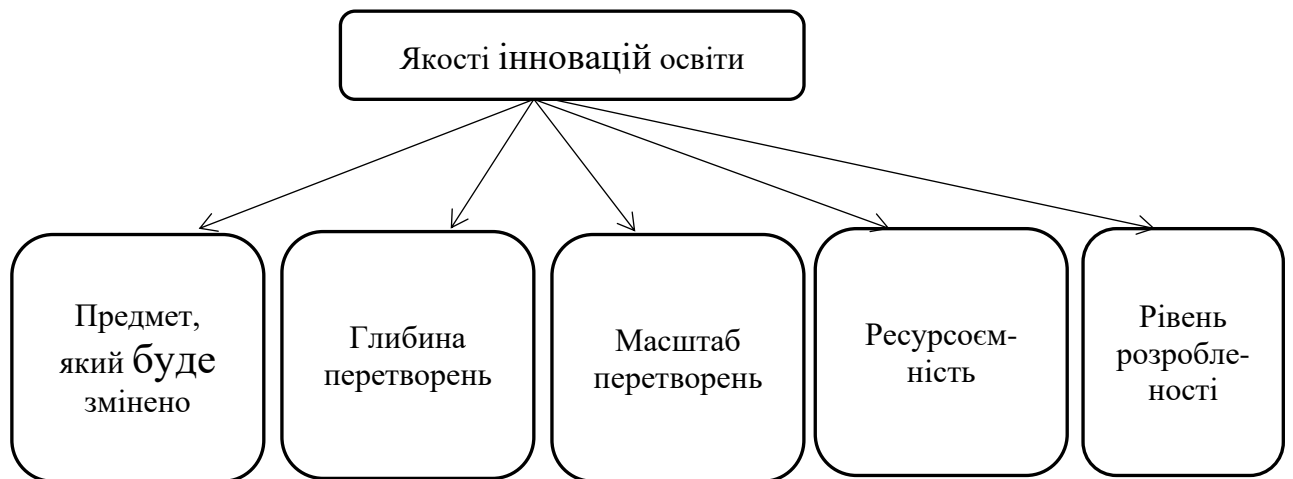 Якості інновацій освіти
Предмет,
який буде
змінено
Глибина
перетворень
Масштаб
перетворень
Ресурсоєм-
ність
Рівень
розробле-
ності